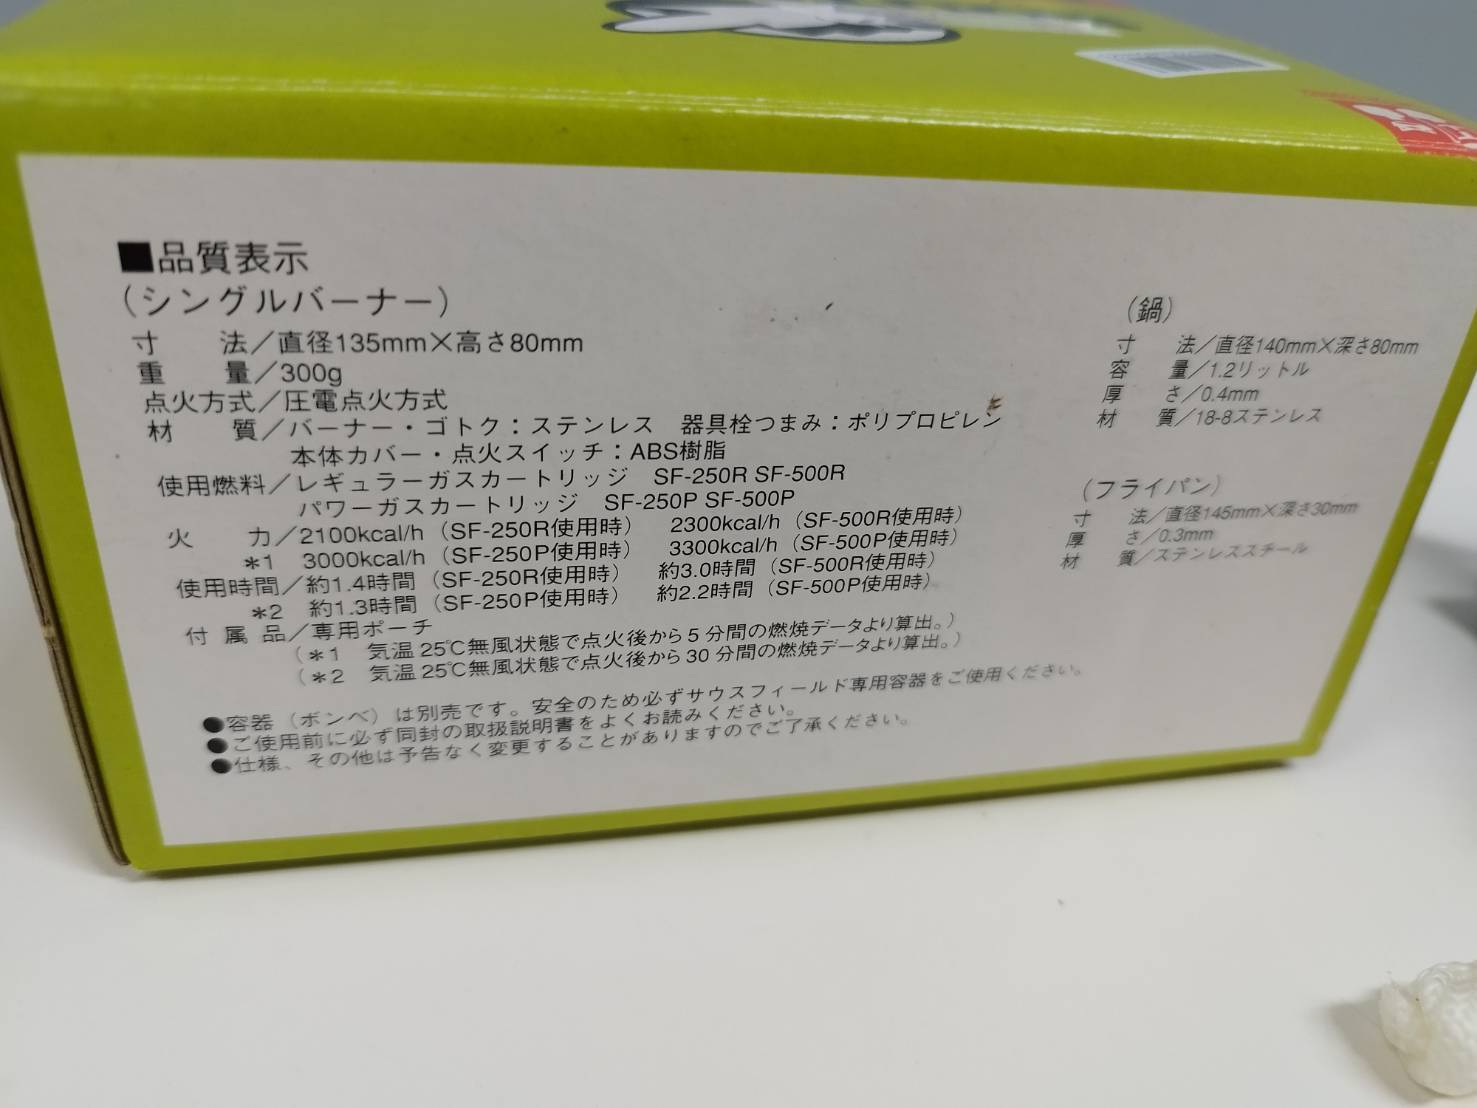 ■品質表示
(シングルバーナー)
寸　　法/直径135mm×高さ80mm
重　　量/300g
点火方式/圧電点火方式
材　　質/バーナー・ゴトク:ステンレス　器具栓つまみ:ポリプロピレン
本体カバー・点火スイッチ:ABS樹脂
使用燃料/レギュラーガスカートリッジ　SF-250R SF-500R
パワーガスカートリッジ　SF-250P SF-500P
火　　力/2100kcal/h(SF-250R使用時)　2300kcal/h(SF-500R使用時)
*1　3000kcal/h(SF-250P使用時)　3300kcal/h(SF-500P使用時)
使用時間/約1.4時間(SF-250R使用時)　約3.0時間(SF-500R使用時)
*2　約1.3時間(SF-250P使用時)　約2.2時間(SF-500P使用時)
付 属 品/専用ポーチ
(*1　気温25℃無風状態で点火後から5分間の燃焼データより算出。)
(*2　気温25℃無風状態で点火後から30分間の燃焼データより算出。)
●容器(ボンベ)は別売です。安全のため必ずサウスフィールド専用容器をご使用ください。
●ご使用前に必ず同封の取扱説明書をよくお読みください。
●仕様、その他は予告なく変更することがありますのでご了承ください。
(鍋)
寸　　法/直径140mm×深さ80mm
容　　量/1.2リットル
厚　　さ/0.4mm
材　　質/18-8ステンレス
(フライパン)
寸　　法/直径145mm×深さ30mm
厚　　さ/0.3mm
材　　質/ステンレススチール